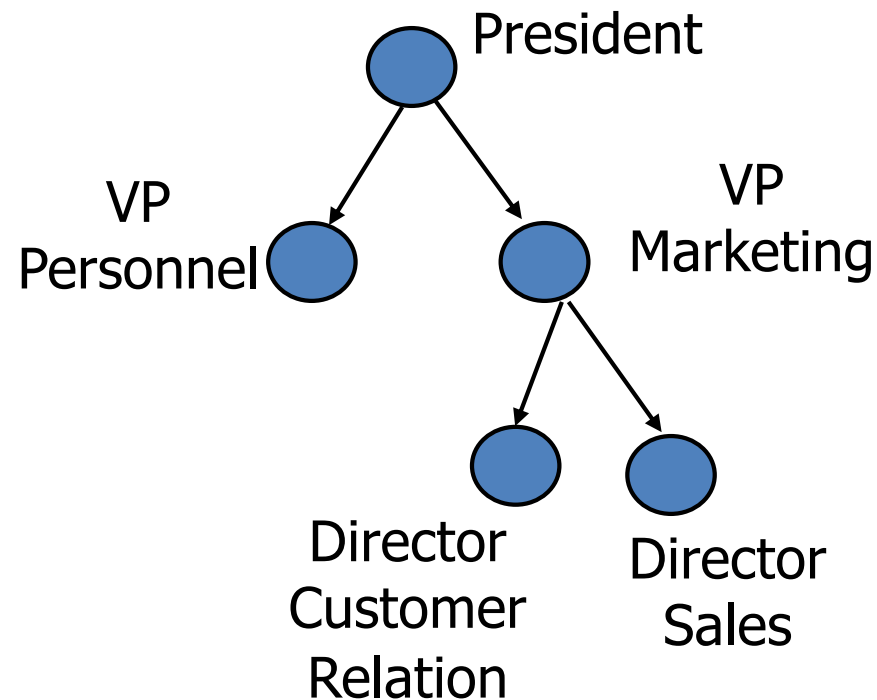 President
VP
Personnel
VP
Marketing
Director
Customer
Relation
Director
Sales